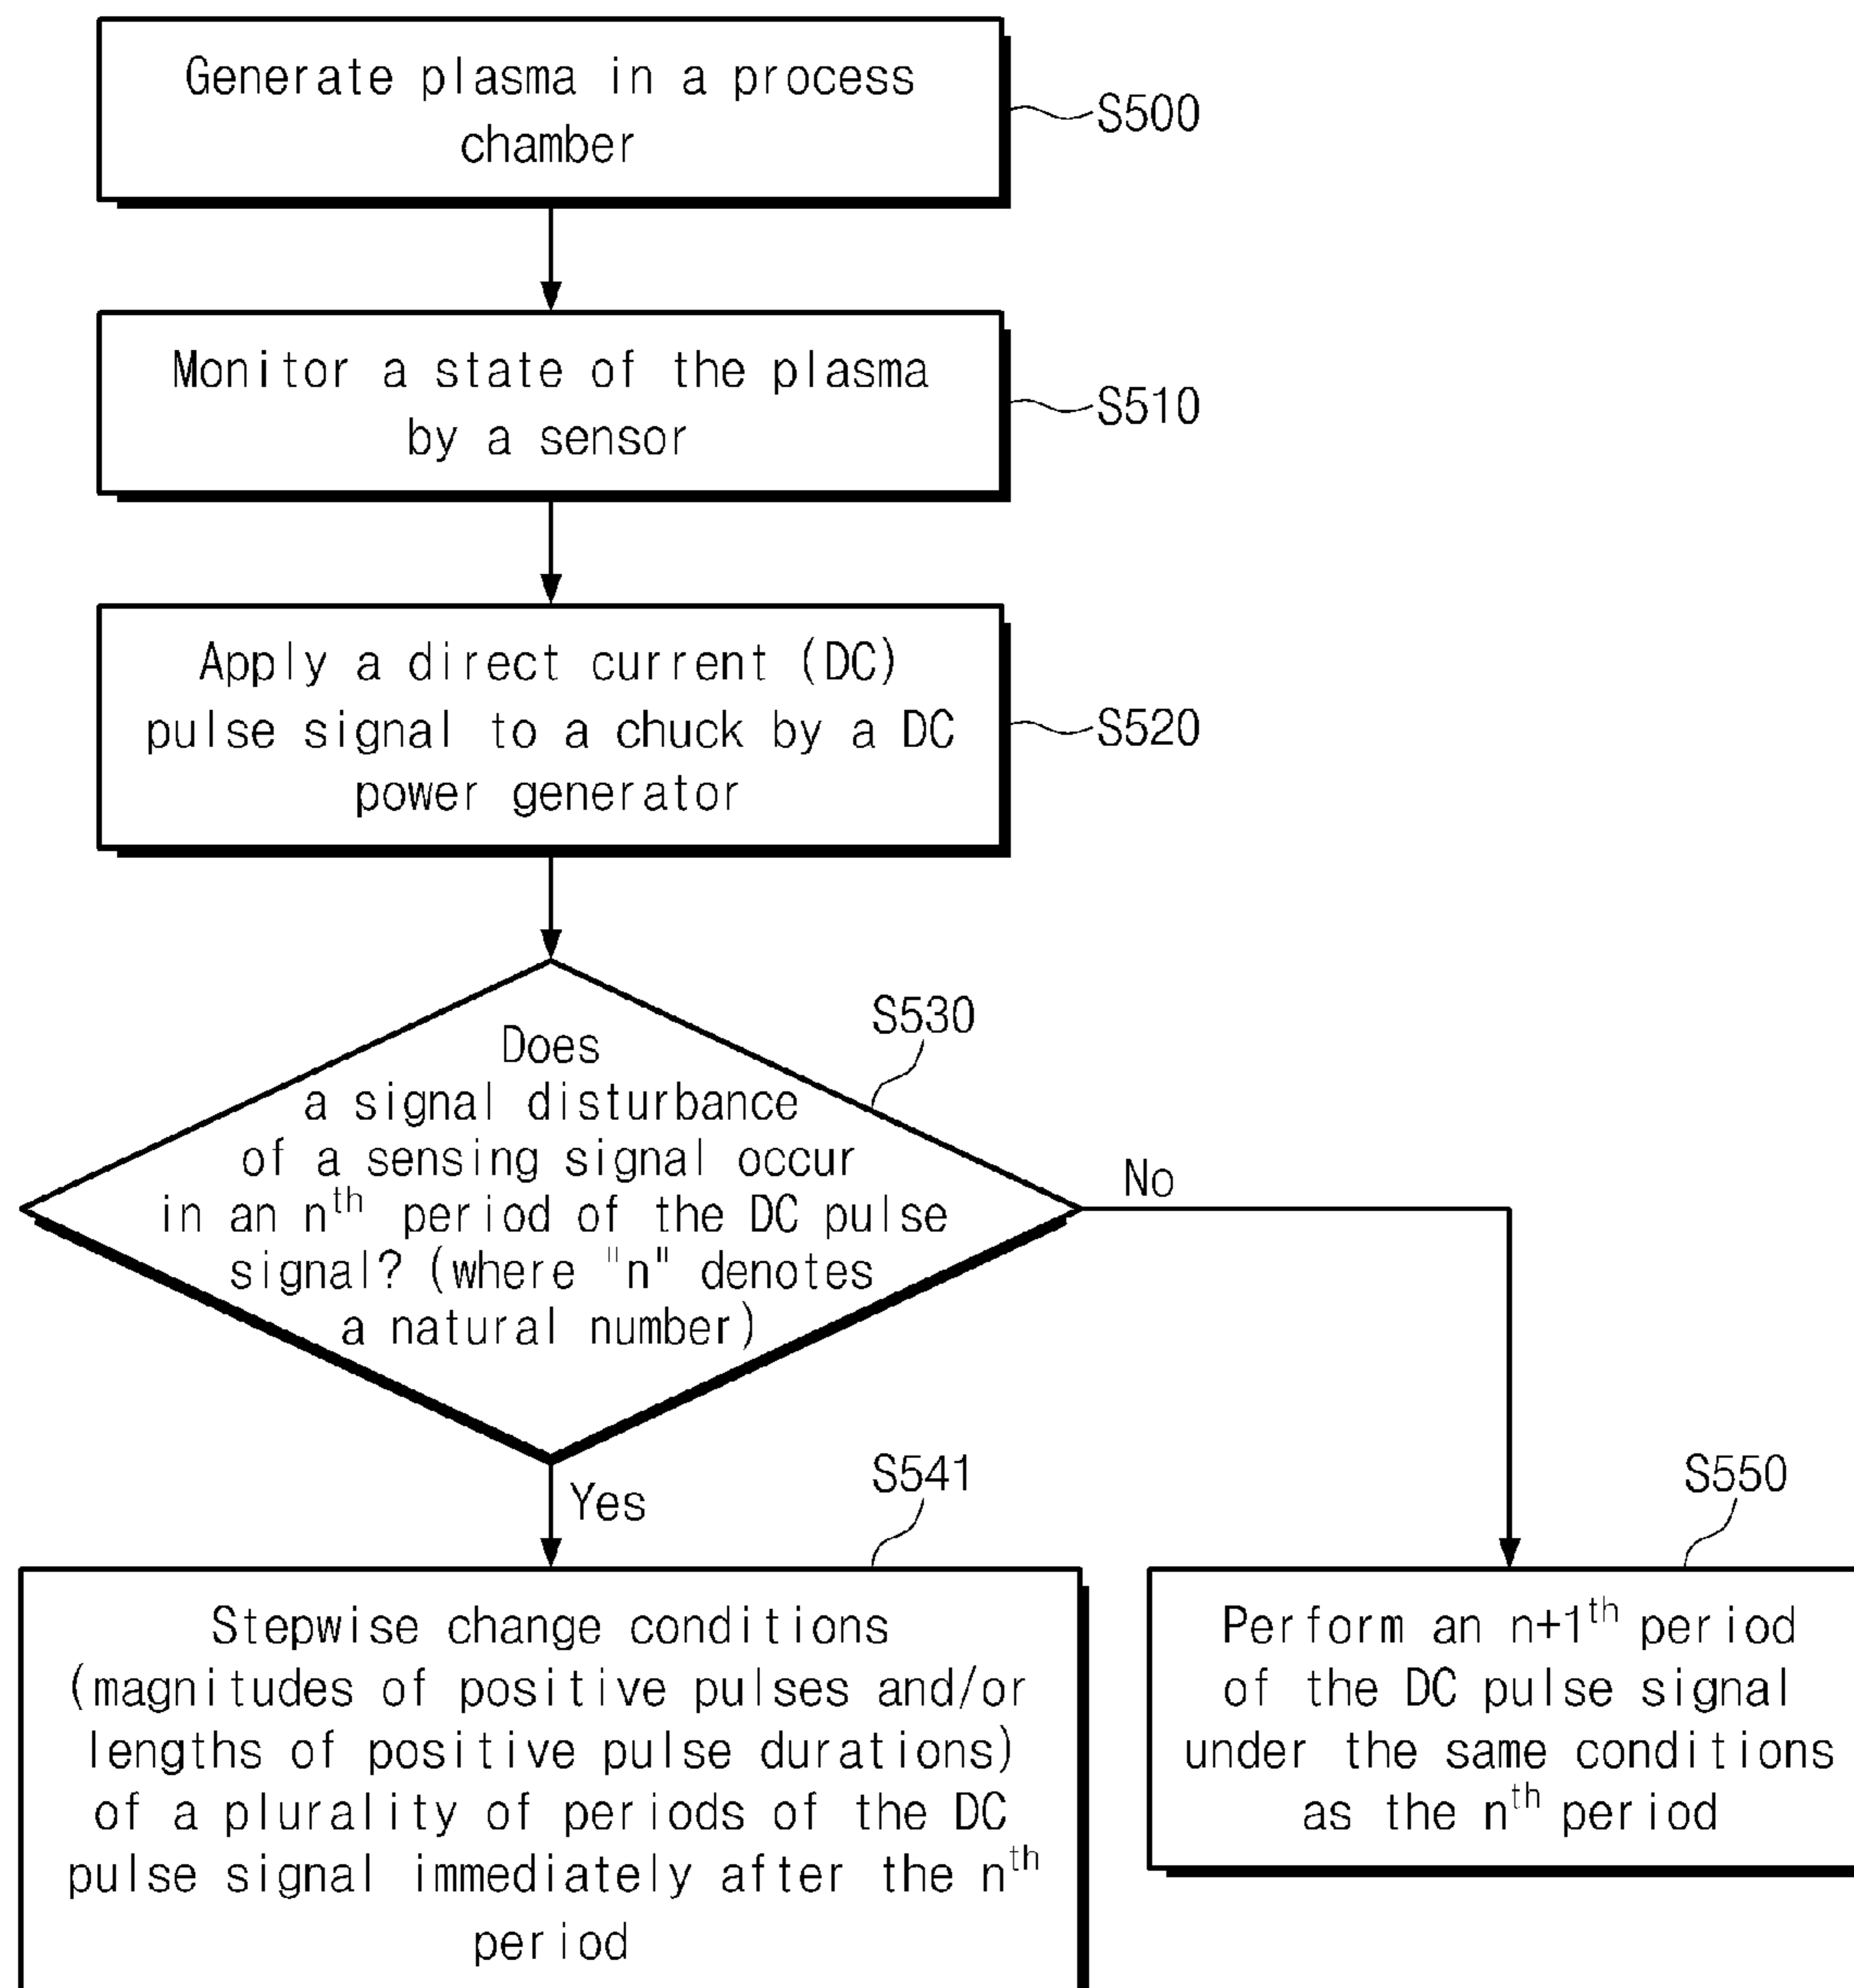 Generate plasma in a process
chamber
S500
Monitor a state of the plasma
by a sensor
S510
Apply a direct current (DC)
pulse signal to a chuck by a DC
power generator
S520
S530
Does
a signal disturbance
of a sensing signal occur
in an nth period of the DC pulse
signal? (where "n" denotes
a natural number)
No
Yes
S541
Stepwise change conditions
(magnitudes of positive pulses and/or
lengths of positive pulse durations)
of a plurality of periods of the DC
pulse signal immediately after the nth
period
S550
Perform an n+1th period
of the DC pulse signal
under the same conditions
as the nth period